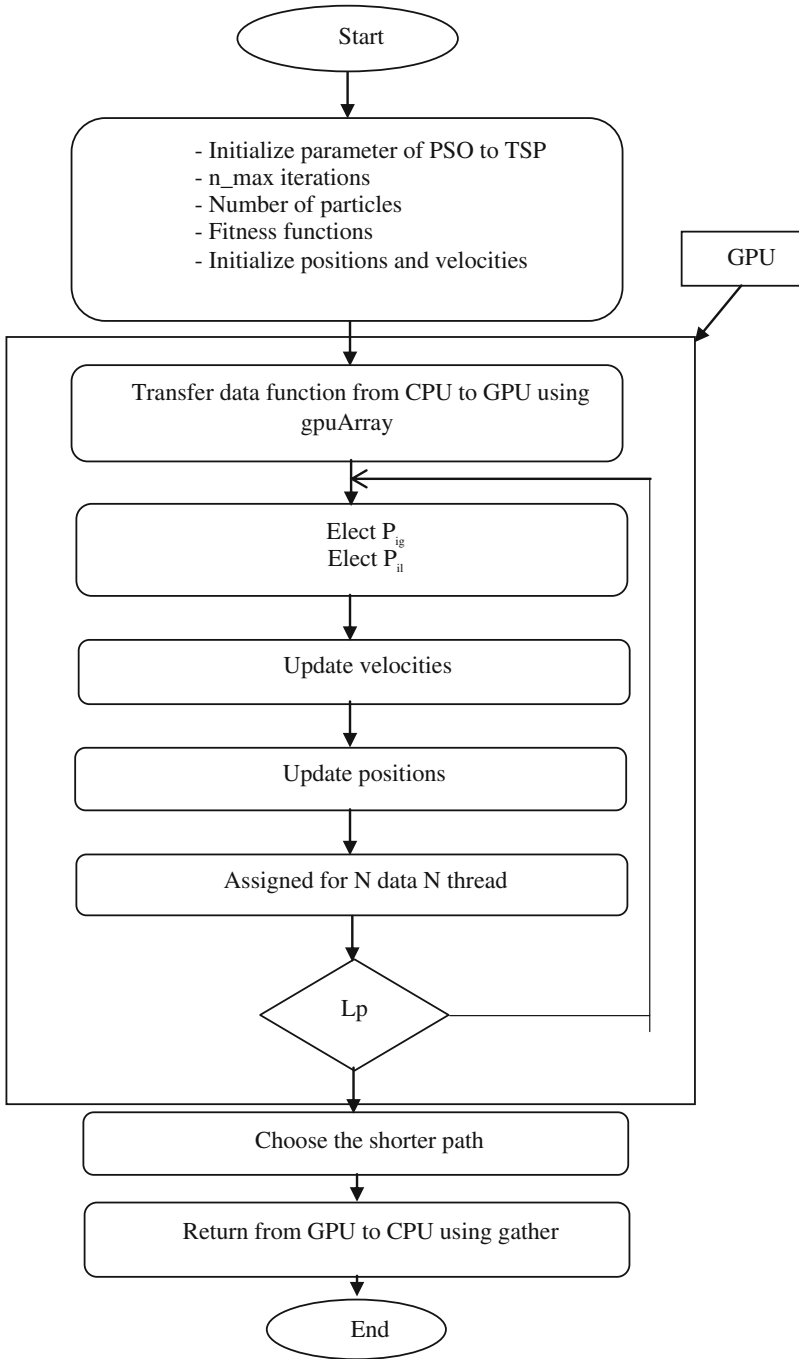 Start
- Initialize parameter of PSO to TSP
- n_max iterations
- Number of particles
- Fitness functions
- Initialize positions and velocities
GPU
Transfer data function from CPU to GPU using
gpuArray
Elect P_ig
Elect P_il
Update velocities
Update positions
Assigned for N data N thread
Lp
Choose the shorter path
Return from GPU to CPU using gather
End